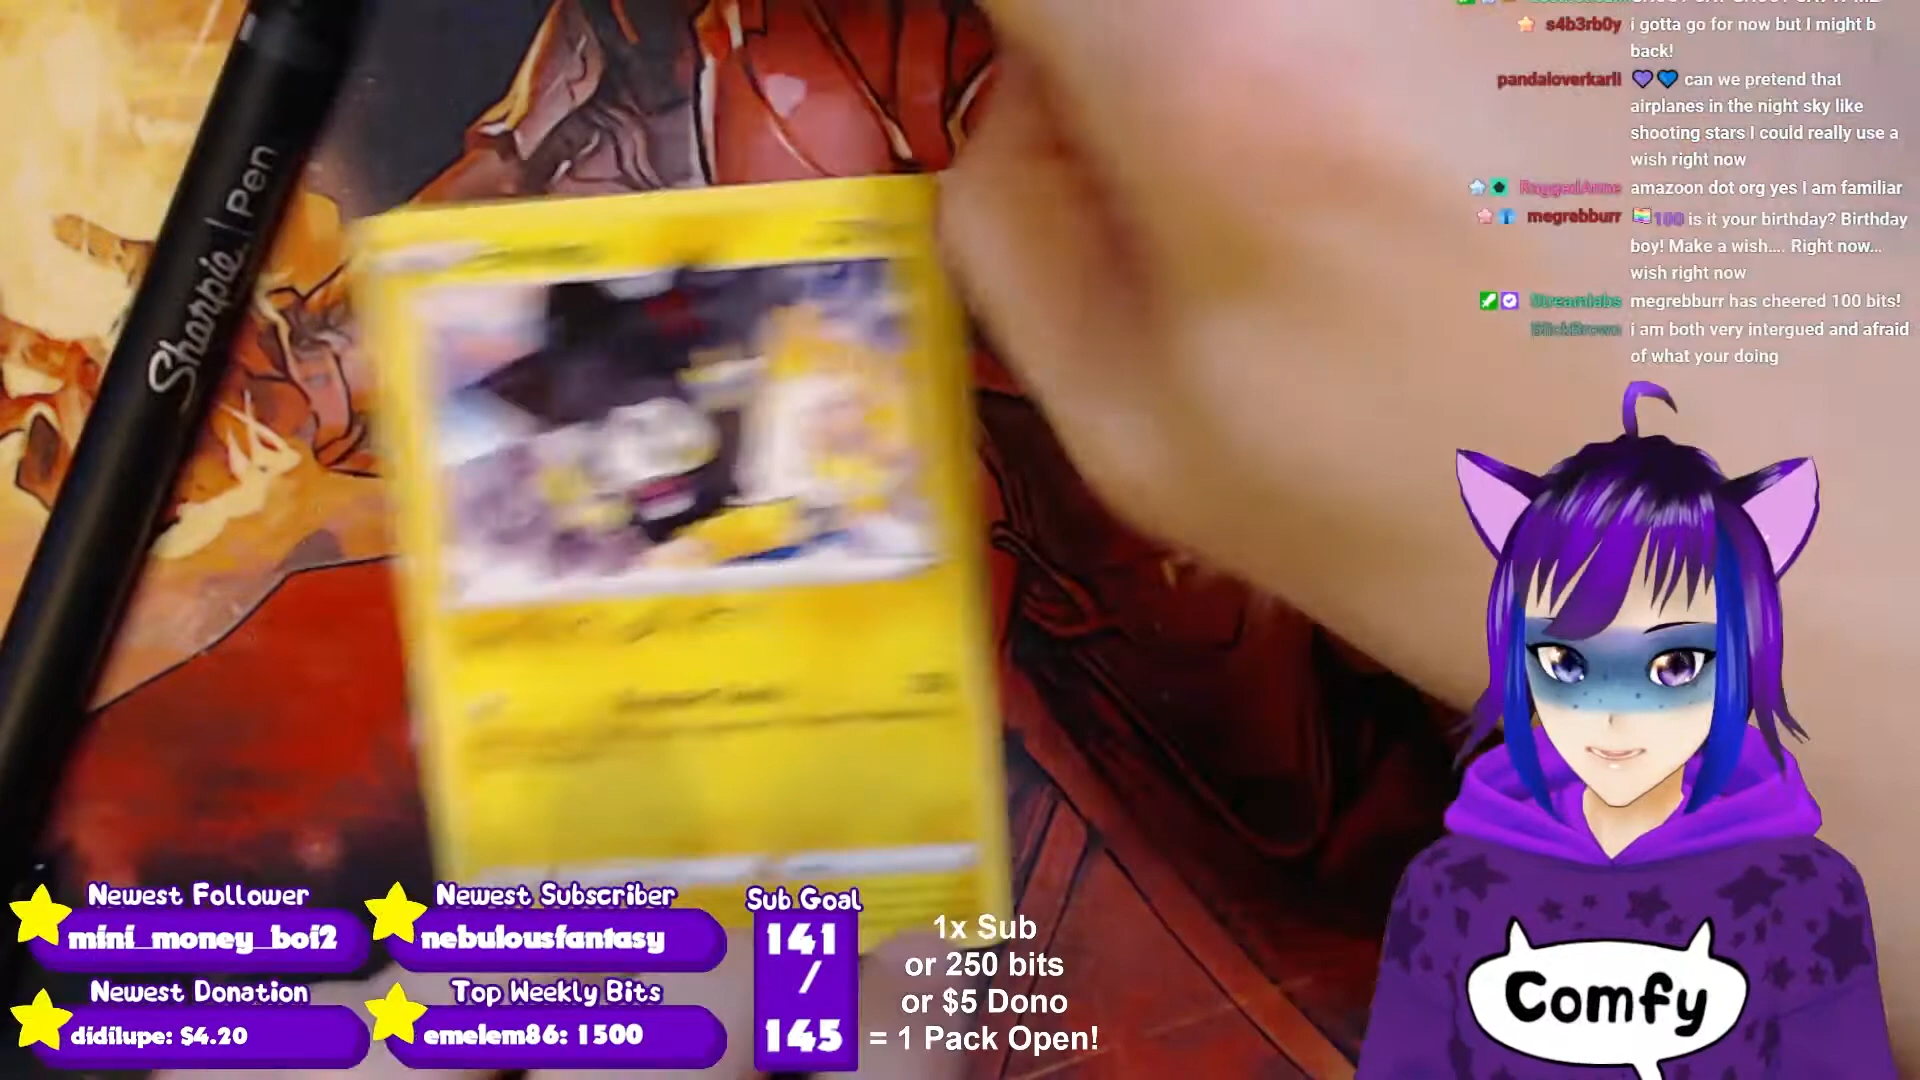 s4b3rb0y i gotta go for now but I might b
back!
pandaloverkarli 💜💙 can we pretend that
airplanes in the night sky like
shooting stars I could really use a
wish right now
RaggedAnne amazoon dot org yes I am familiar
megrebburr 100 is it your birthday? Birthday
boy! Make a wish.... Right now...
wish right now
Streamlabs megrebburr has cheered 100 bits!
SlickBrown i am both very intergued and afraid
of what your doing
Sharpie | Pen
Newest Follower
mini_money_boi2
Newest Subscriber
nebulousfantasy
Newest Donation
didilupe: $4.20
Top Weekly Bits
emelem86: 1500
Sub Goal
141
/
145
1x Sub
or 250 bits
or $5 Dono
= 1 Pack Open!
Comfy